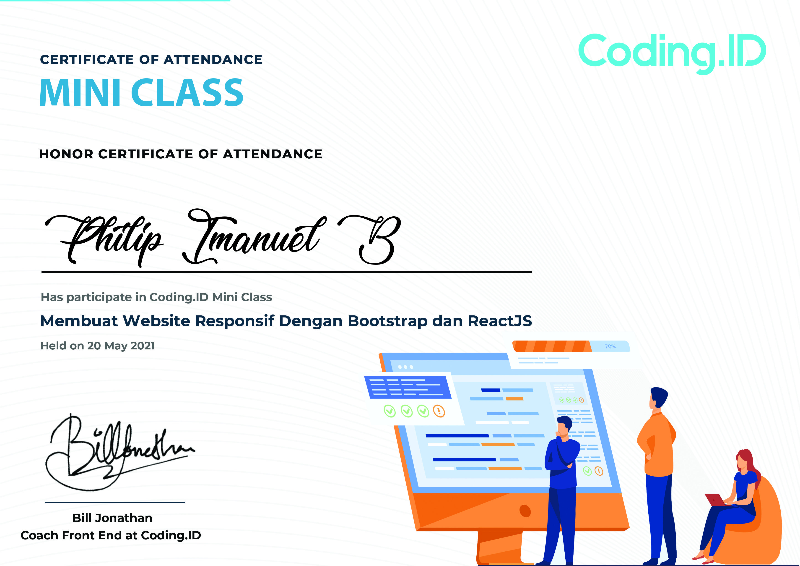 CERTIFICATE OF ATTENDANCE
Coding.ID
MINI CLASS
HONOR CERTIFICATE OF ATTENDANCE
Philip Imanuel B
Has participate in Coding.ID Mini Class
Membuat Website Responsif Dengan Bootstrap dan ReactJS
Held on 20 May 2021
BillJonathan
Bill Jonathan
Coach Front End at Coding.ID